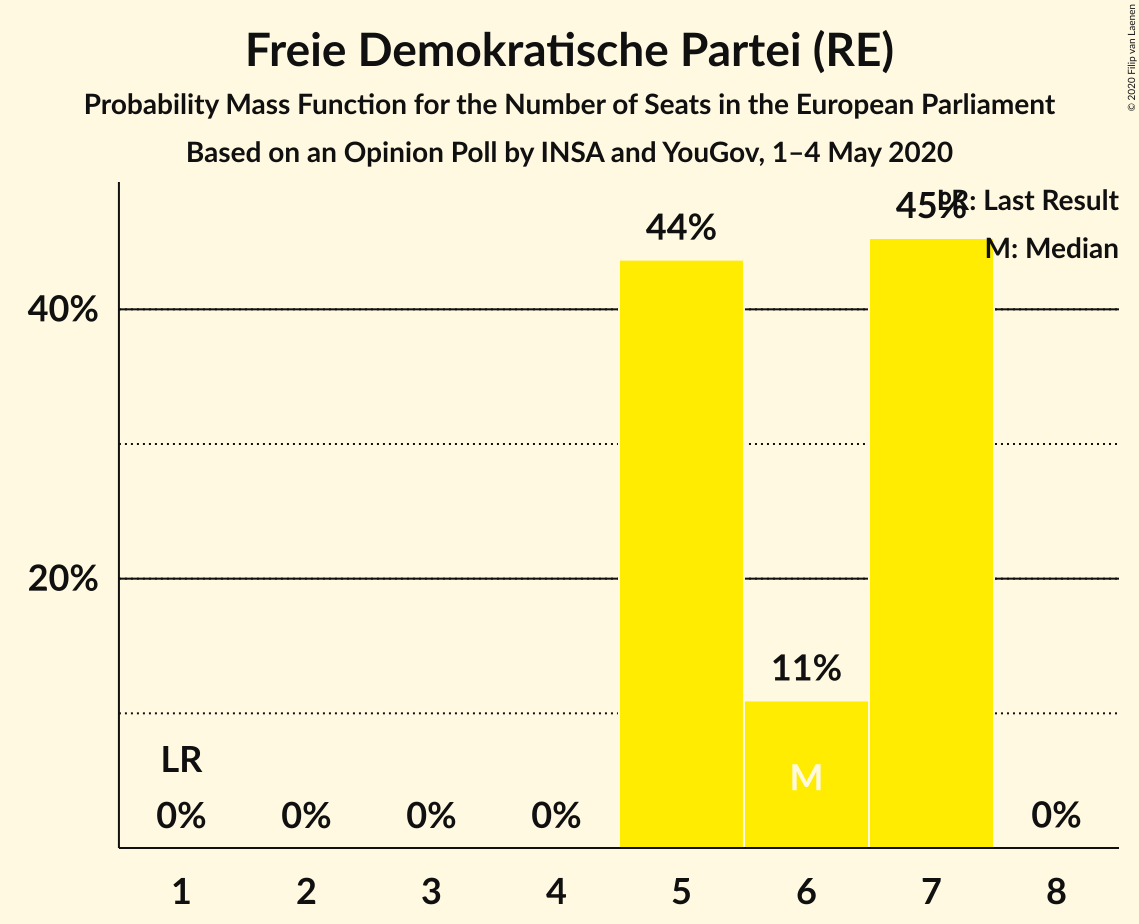 Freie Demokratische Partei (RE)
Probability Mass Function for the Number of Seats in the European Parliament
Based on an Opinion Poll by INSA and YouGov, 1–4 May 2020
© 2020 Filip van Laenen
LR: Last Result
M: Median
45%
44%
40%
20%
11%
M
LR
0%
0%
0%
0%
0%
1 2 3 4 5 6 7 8